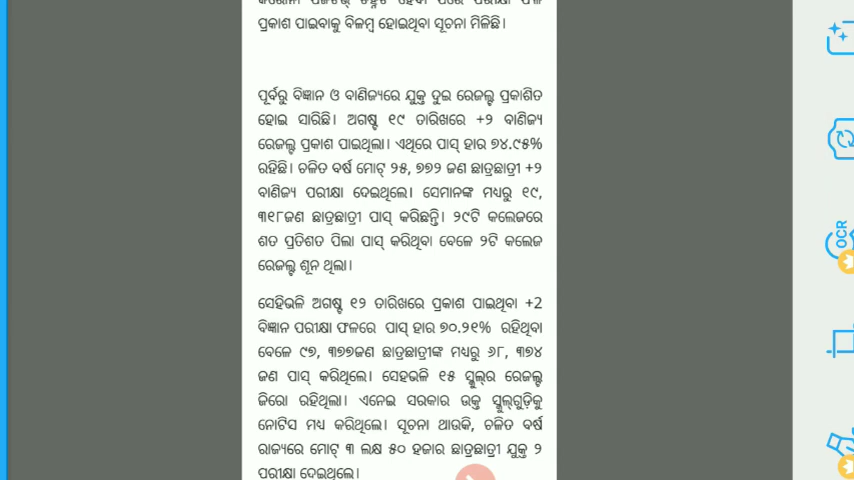 ପ୍ରକାଶ ପାଇବାକୁ ବିଳମ୍ବ ହୋଇଥିବା ସୂଚନା ମିଳିଛି।
ପୂର୍ବରୁ ବିଜ୍ଞାନ ଓ ବାଣିଜ୍ୟରେ ଯୁକ୍ତ ଦୁଇ ରେଜଲ୍ଟ ପ୍ରକାଶିତ
ହୋଇ ସାରିଛି। ଅଗଷ୍ଟ ୧୯ ତାରିଖରେ +୨ ବାଣିଜ୍ୟ
ରେଜଲ୍ଟ ପ୍ରକାଶ ପାଇଥିଲା। ଏଥିରେ ପାସ୍ ହାର ୭୪.୯୫%
ରହିଛି। ଚଳିତ ବର୍ଷ ମୋଟ୍ ୨୫, ୭୭୨ ଜଣ ଛାତ୍ରଛାତ୍ରୀ +୨
ବାଣିଜ୍ୟ ପରୀକ୍ଷା ଦେଇଥିଲେ। ସେମାନଙ୍କ ମଧ୍ୟରୁ ୧୯,
୩୧୮ଜଣ ଛାତ୍ରଛାତ୍ରୀ ପାସ୍ କରିଛନ୍ତି। ୨୯ଟି କଲେଜରେ
ଶତ ପ୍ରତିଶତ ପିଲା ପାସ୍ କରିଥିବା ବେଳେ ୨ଟି କଲେଜ
ରେଜଲ୍ଟ ଶୂନ ଥିଲା।
ସେହିଭଳି ଅଗଷ୍ଟ ୧୨ ତାରିଖରେ ପ୍ରକାଶ ପାଇଥିବା +2
ବିଜ୍ଞାନ ପରୀକ୍ଷା ଫଳରେ ପାସ୍ ହାର ୭୦.୨୧% ରହିଥିବା
ବେଳେ ୯୭, ୩୭୭ଜଣ ଛାତ୍ରଛାତ୍ରୀଙ୍କ ମଧ୍ୟରୁ ୬୮, ୩୭୪
ଜଣ ପାସ୍ କରିଥିଲେ। ସେହଭଳି ୧୫ ସ୍କୁଲ୍‌ର ରେଜଲ୍ଟ
ଜିରୋ ରହିଥିଲା। ଏନେଇ ସରକାର ଉକ୍ତ ସ୍କୁଲ୍‌ଗୁଡ଼ିକୁ
ନୋଟିସ ମଧ୍ୟ କରିଥିଲେ। ସୂଚନା ଥାଉକି, ଚଳିତ ବର୍ଷ
ରାଜ୍ୟରେ ମୋଟ୍ ୩ ଲକ୍ଷ ୫୦ ହଜାର ଛାତ୍ରଛାତ୍ରୀ ଯୁକ୍ତ ୨
ପରୀକ୍ଷା ଦେଇଥିଲେ।
OCR